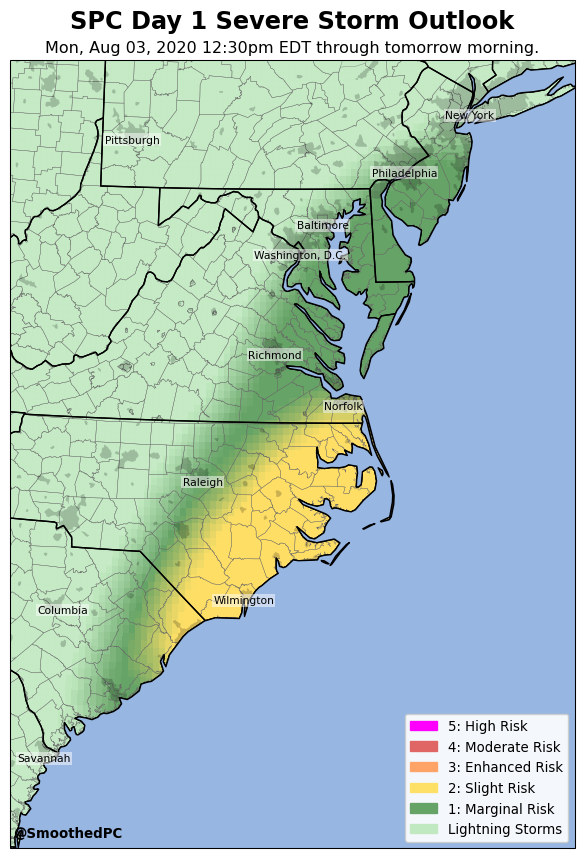 SPC Day 1 Severe Storm Outlook
Mon, Aug 03, 2020 12:30pm EDT through tomorrow morning.
New York
Pittsburgh
Philadelphia
Baltimore
Washington, D.C.
Richmond
Norfolk
Raleigh
Wilmington
Columbia
Savannah
5: High Risk
4: Moderate Risk
3: Enhanced Risk
2: Slight Risk
1: Marginal Risk
Lightning Storms
@SmoothedPC